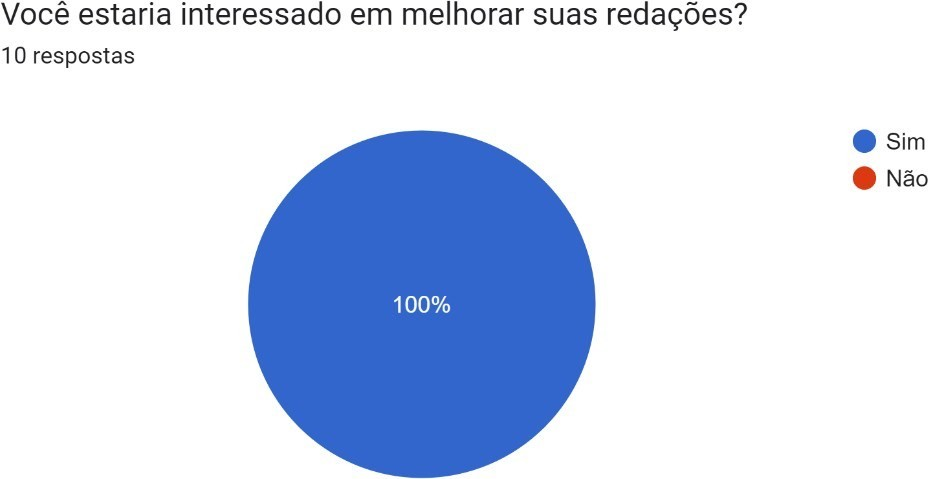 Você estaria interessado em melhorar suas redações?
10 respostas
Sim
Não
100%